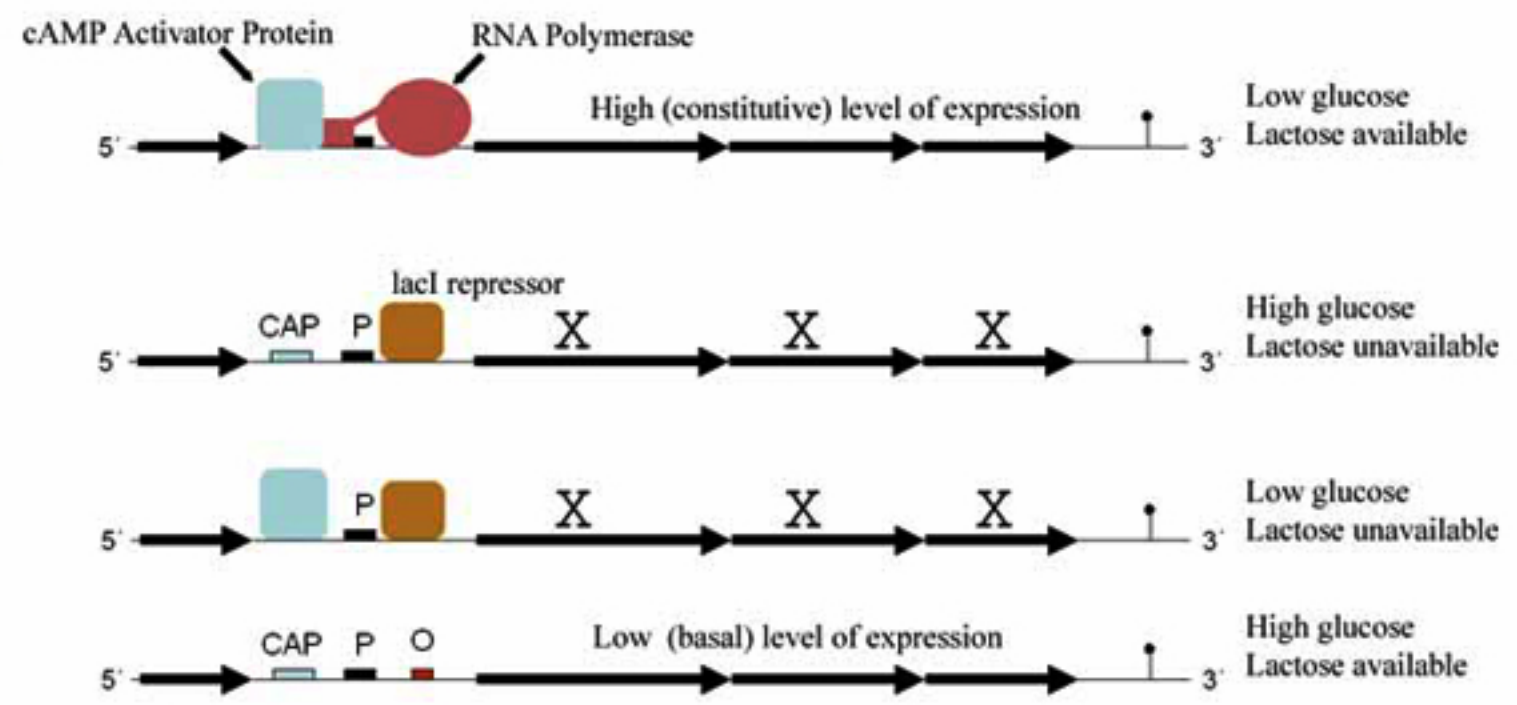 cAMP Activator Protein
RNA Polymerase
High (constitutive) level of expression
Low glucose
Lactose available
5´
3´
lacI repressor
CAP P
X X X
High glucose
Lactose unavailable
5´
3´
P
X X X
Low glucose
Lactose unavailable
5´
3´
CAP P O
Low (basal) level of expression
High glucose
Lactose available
5´
3´